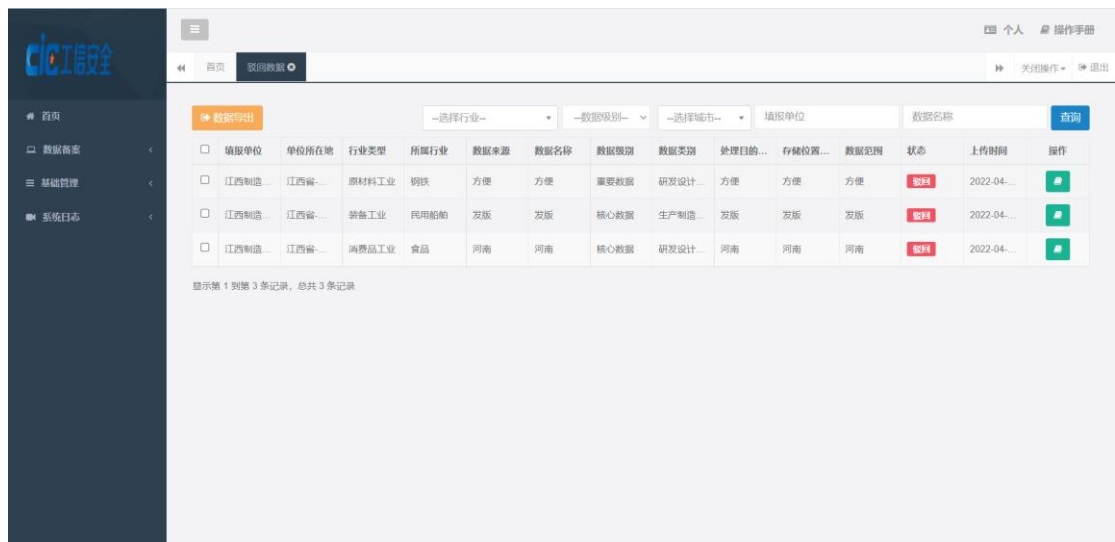 cic工信安全
个人 操作手册
首页 驳回数据 关闭操作 退出
首页
数据备案
基础管理
系统日志
数据导出 --选择行业-- --数据级别-- --选择城市-- 填报单位 数据名称 查询
填报单位 单位所在地 行业类型 所属行业 数据来源 数据名称 数据级别 数据类别 处理目的... 存储位置... 数据范围 状态 上传时间 操作
江西制造... 江西省-... 原材料工业 钢铁 方便 方便 重要数据 研发设计... 方便 方便 方便 驳回 2022-04-...
江西制造... 江西省-... 装备工业 民用船舶 发版 发版 核心数据 生产制造... 发版 发版 发版 驳回 2022-04-...
江西制造... 江西省-... 消费品工业 食品 河南 河南 核心数据 研发设计... 河南 河南 河南 驳回 2022-04-...
显示第 1 到第 3 条记录，总共 3 条记录